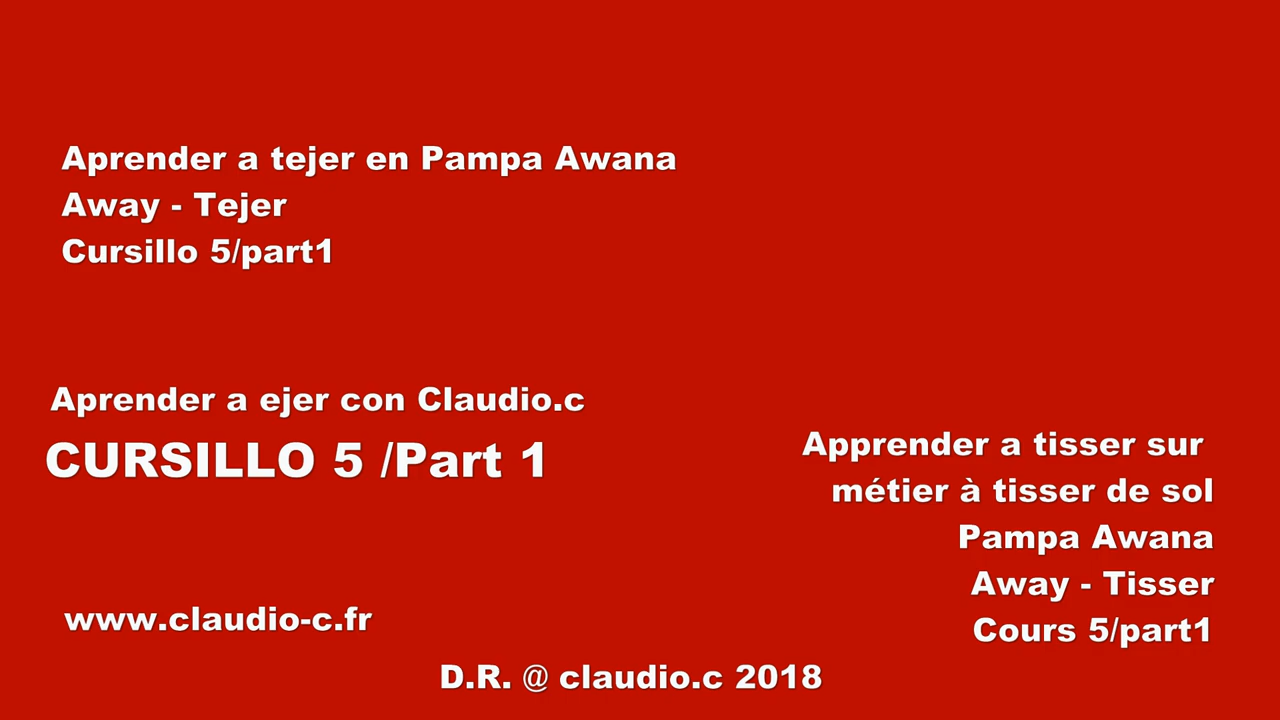 Aprender a tejer en Pampa Awana
Away - Tejer
Cursillo 5/part1
Aprender a ejer con Claudio.c
CURSILLO 5 /Part 1
Apprender a tisser sur
métier à tisser de sol
Pampa Awana
Away - Tisser
Cours 5/part1
www.claudio-c.fr
D.R. @ claudio.c 2018